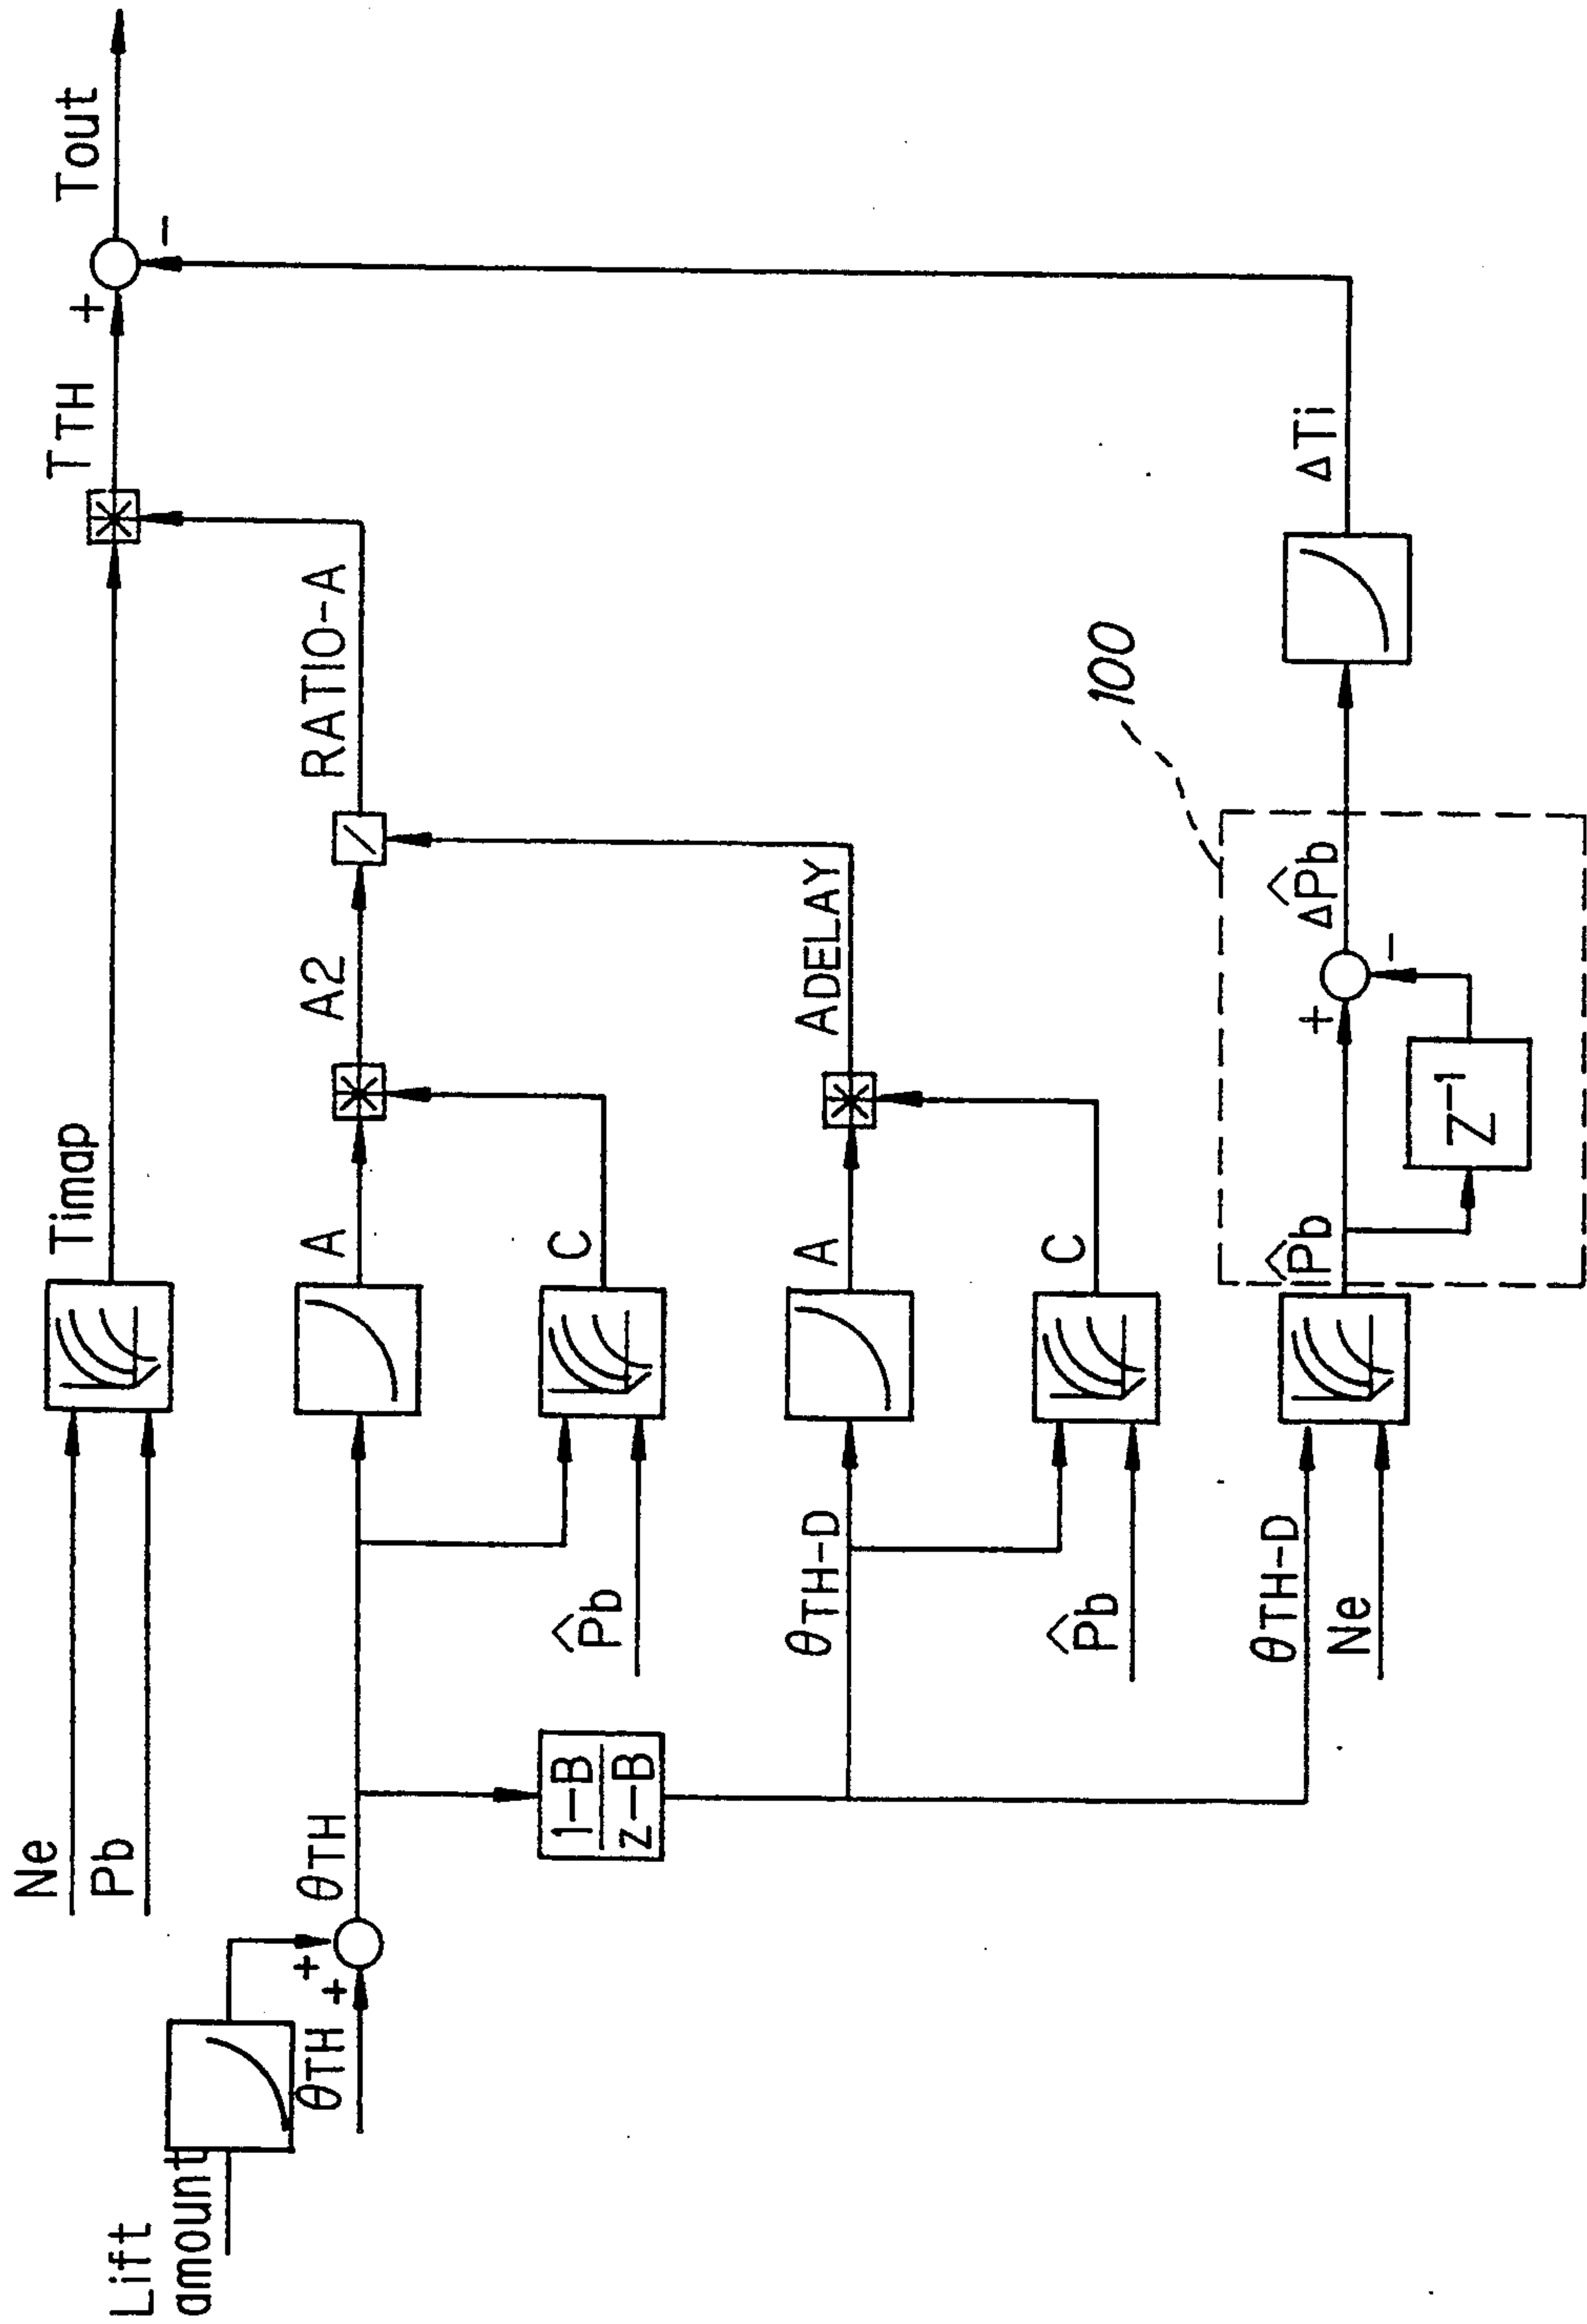 Ne
Pb
Timap
TTH
+
-
Tout
Lift
amount
θTH
+
+
θTH
A
A2
RATIO-A
P̂b
C
1-B
z-B
θTH-D
A
ADELAY
P̂b
C
100
θTH-D
Ne
P̂b
+
-
ΔP̂b
Z-1
ΔTi